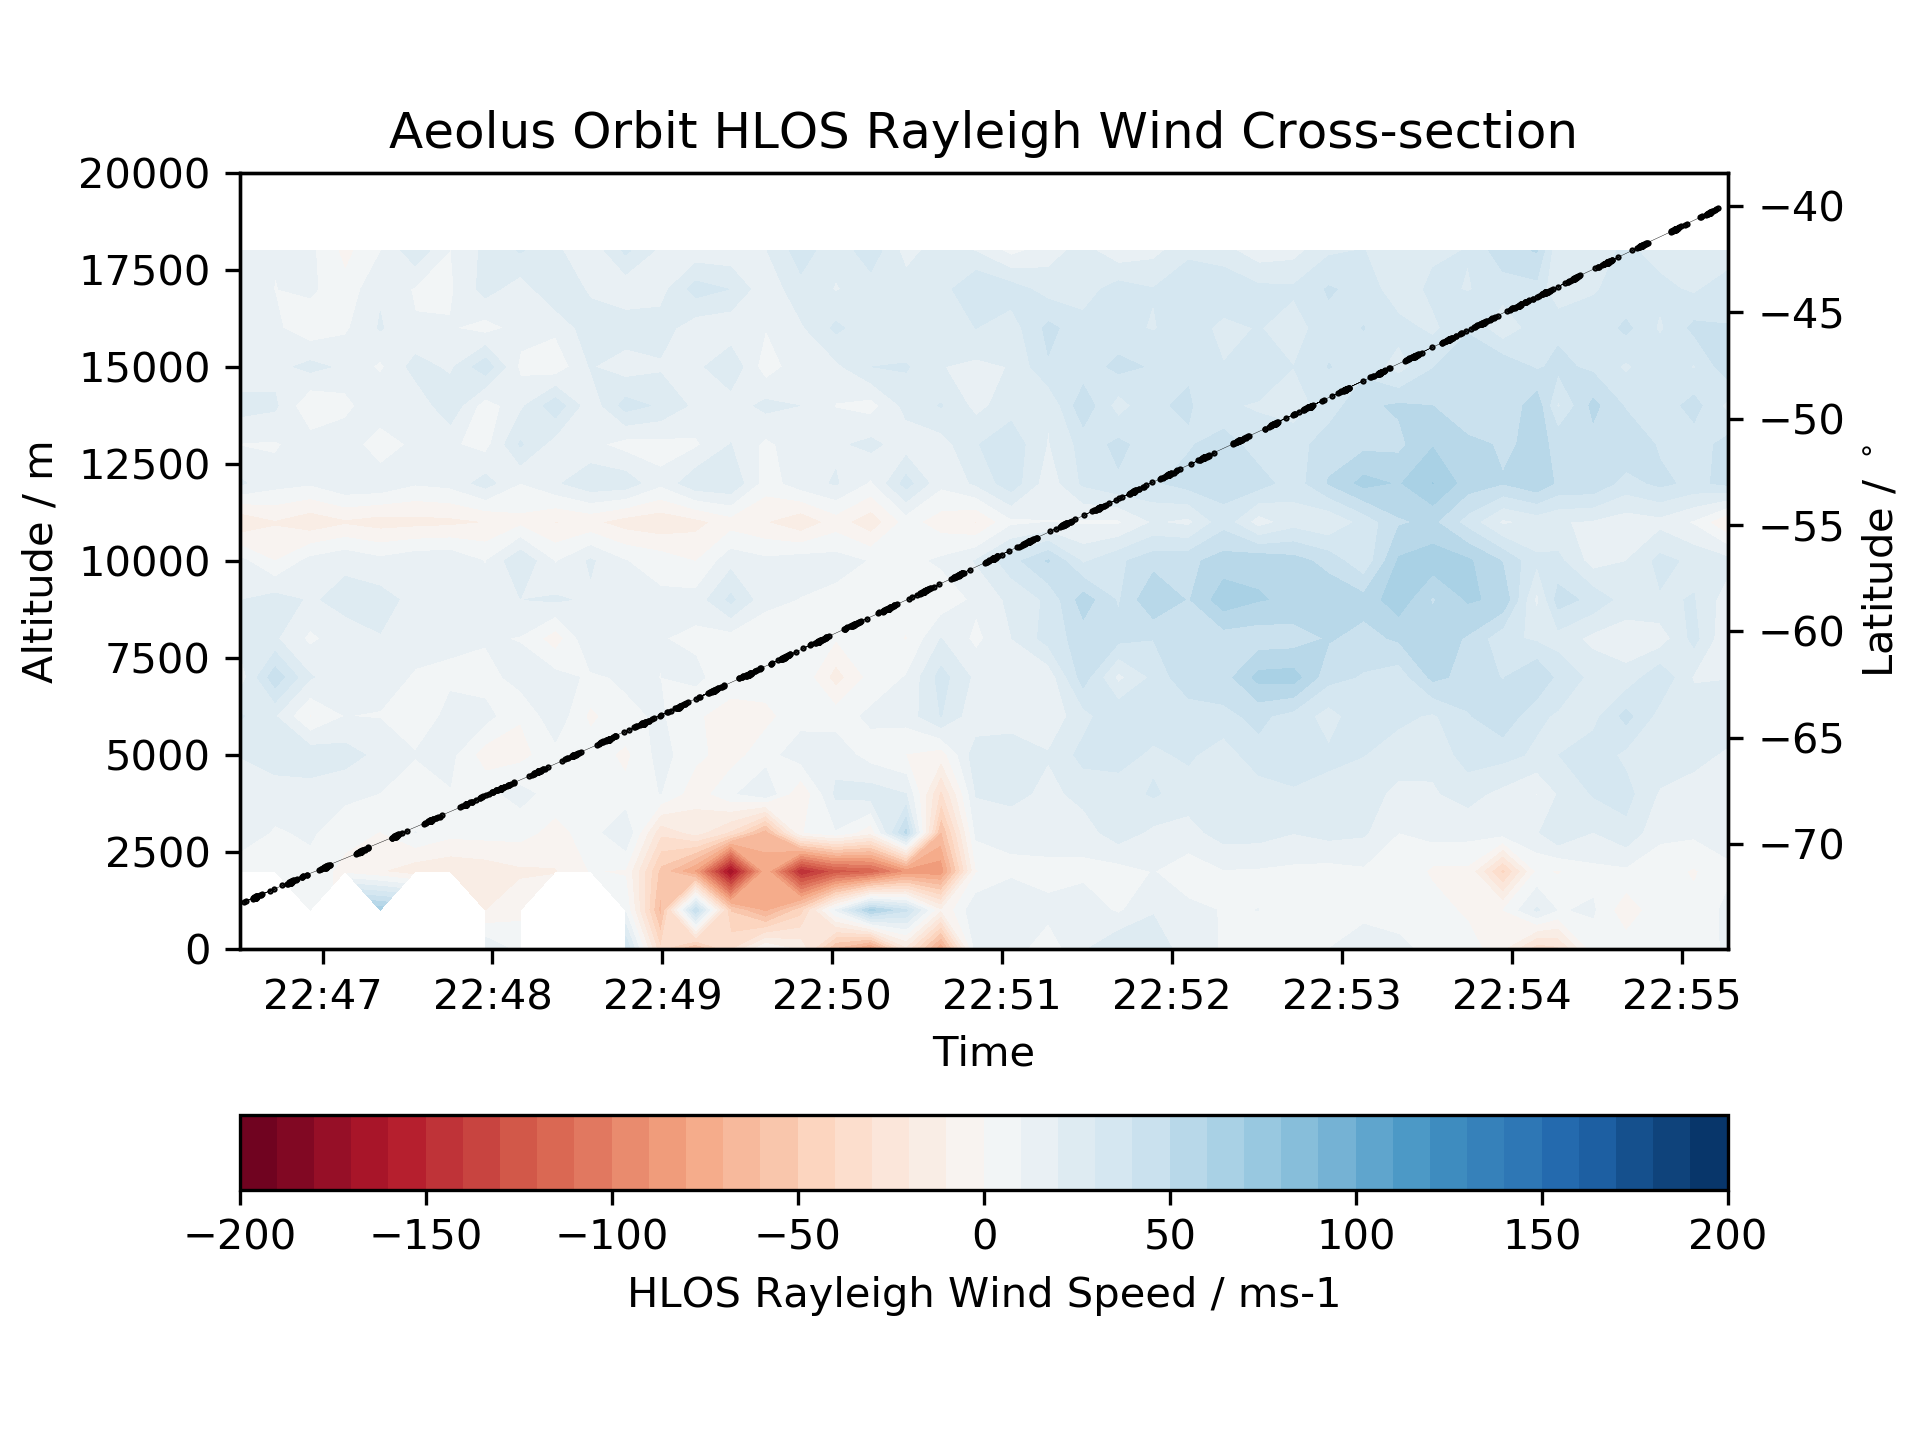 Aeolus Orbit HLOS Rayleigh Wind Cross-section
20000
17500
15000
12500
10000
7500
5000
2500
0
Altitude / m
−40
−45
−50
−55
−60
−65
−70
Latitude / °
22:47 22:48 22:49 22:50 22:51 22:52 22:53 22:54 22:55
Time
−200 −150 −100 −50 0 50 100 150 200
HLOS Rayleigh Wind Speed / ms-1